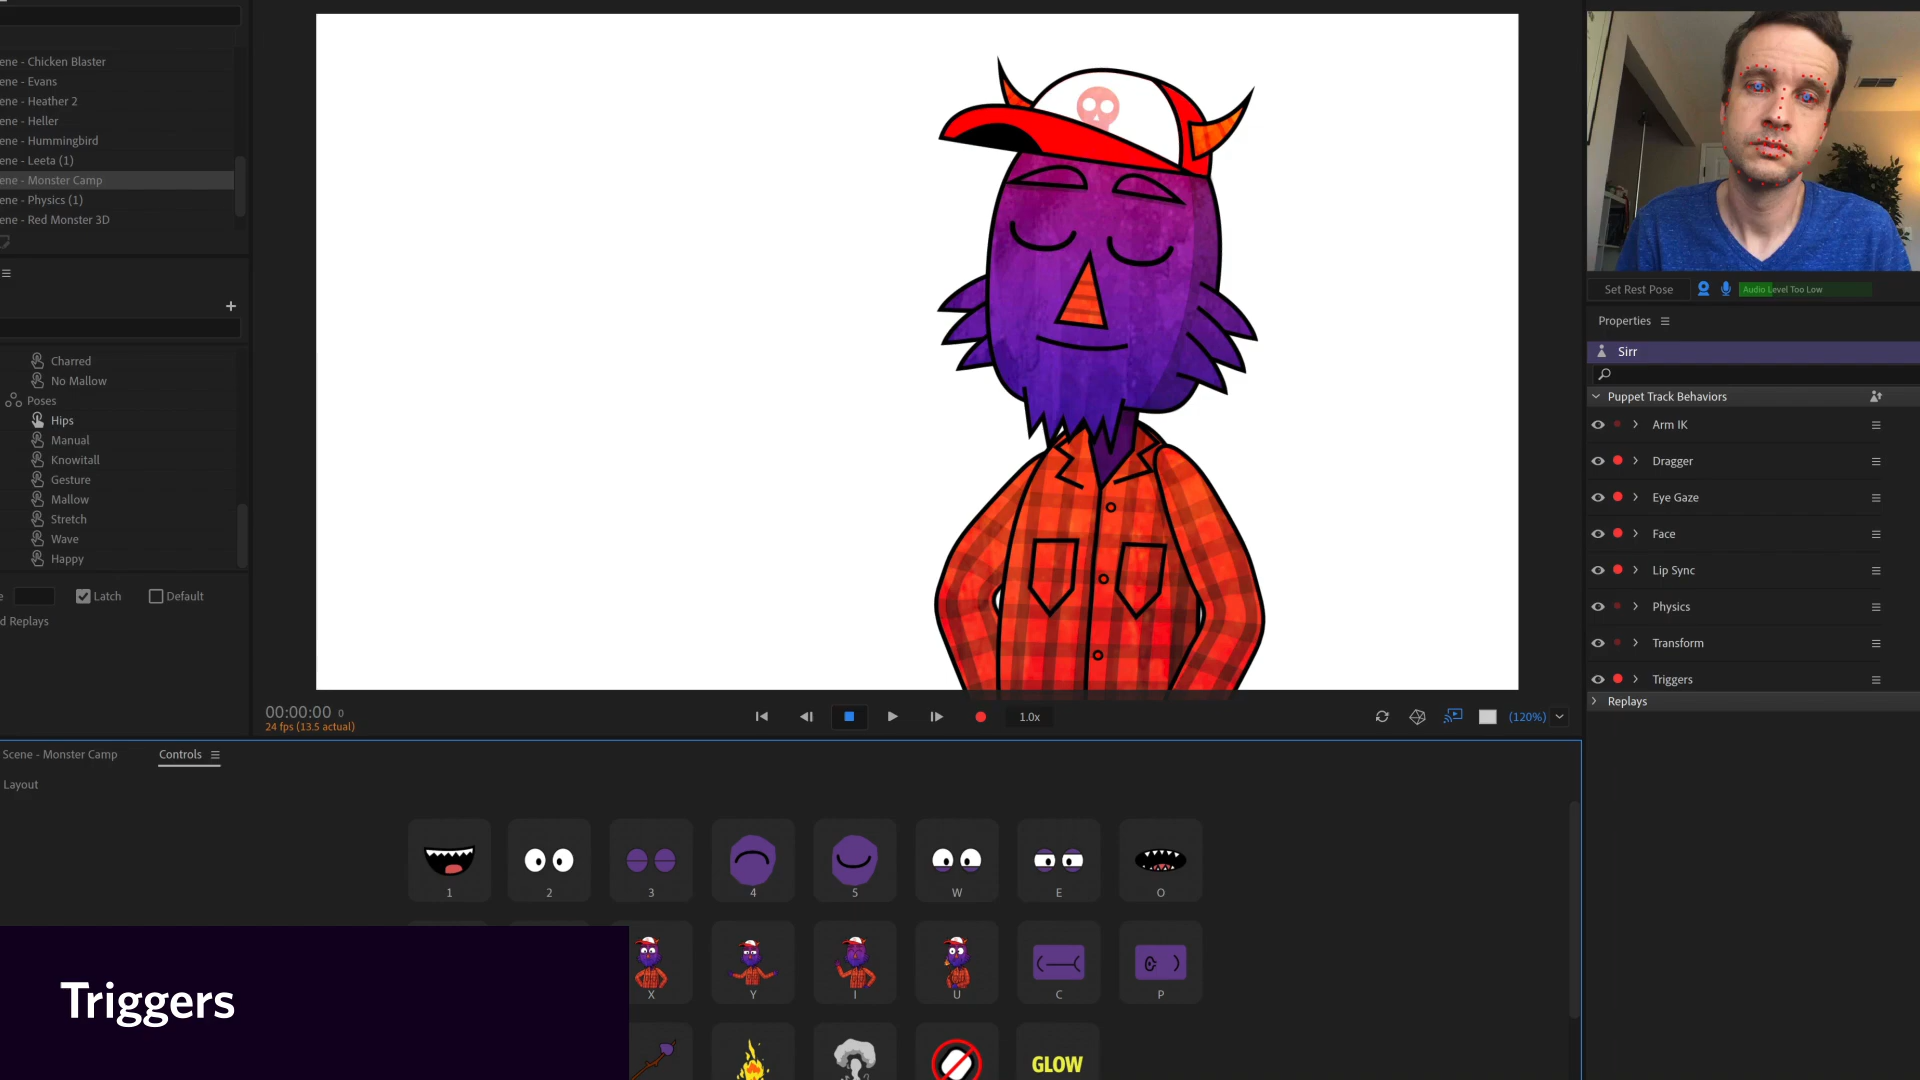 ene - Chicken Blaster
ene - Evans
ene - Heather 2
ene - Heller
ene - Hummingbird
ene - Leeta (1)
ene - Monster Camp
ene - Physics (1)
ene - Red Monster 3D
Charred
No Mallow
Poses
Hips
Manual
Knowitall
Gesture
Mallow
Stretch
Wave
Happy
e
Latch
Default
d Replays
00:00:00 0
24 fps (13.5 actual)
1.0x
(120%)
Set Rest Pose
Audio Level Too Low
Properties
Sirr
Puppet Track Behaviors
Arm IK
Dragger
Eye Gaze
Face
Lip Sync
Physics
Transform
Triggers
Replays
Scene - Monster Camp
Controls
Layout
1 2 3 4 5 W E O
X Y I U C P
GLOW
Triggers